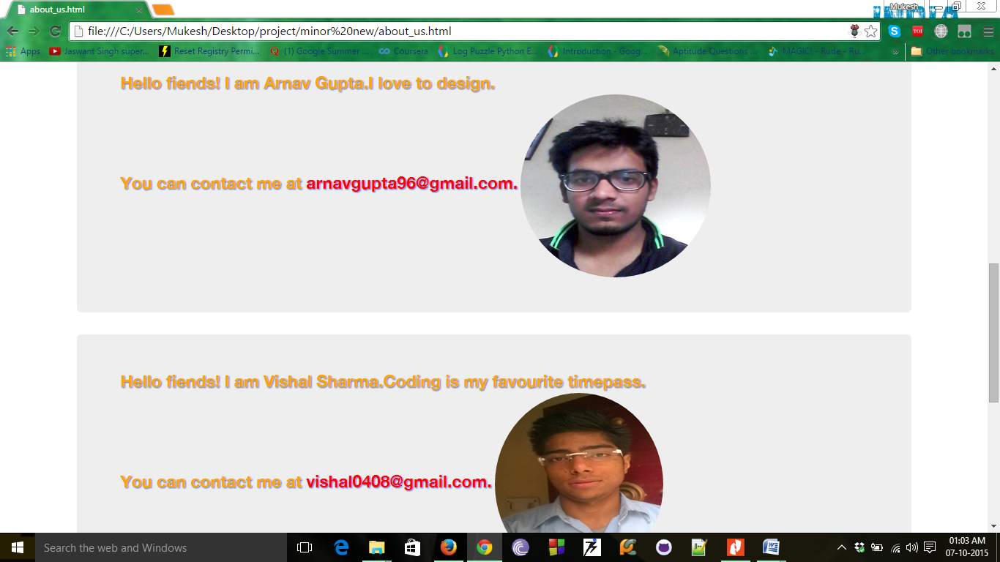 about_us.html
Mukesh
INDIA
file:///C:/Users/Mukesh/Desktop/project/minor%20new/about_us.html
TOI
Apps
Jaswant Singh super...
Reset Registry Permi...
(1) Google Summer ...
Coursera
Log Puzzle Python E...
Introduction - Goog...
Aptitude Questions ...
MAGIC! - Rude - Ru...
»
Other bookmarks
Hello fiends! I am Arnav Gupta.I love to design.
You can contact me at arnavgupta96@gmail.com.
Hello fiends! I am Vishal Sharma.Coding is my favourite timepass.
You can contact me at vishal0408@gmail.com.
Search the web and Windows
01:03 AM
07-10-2015